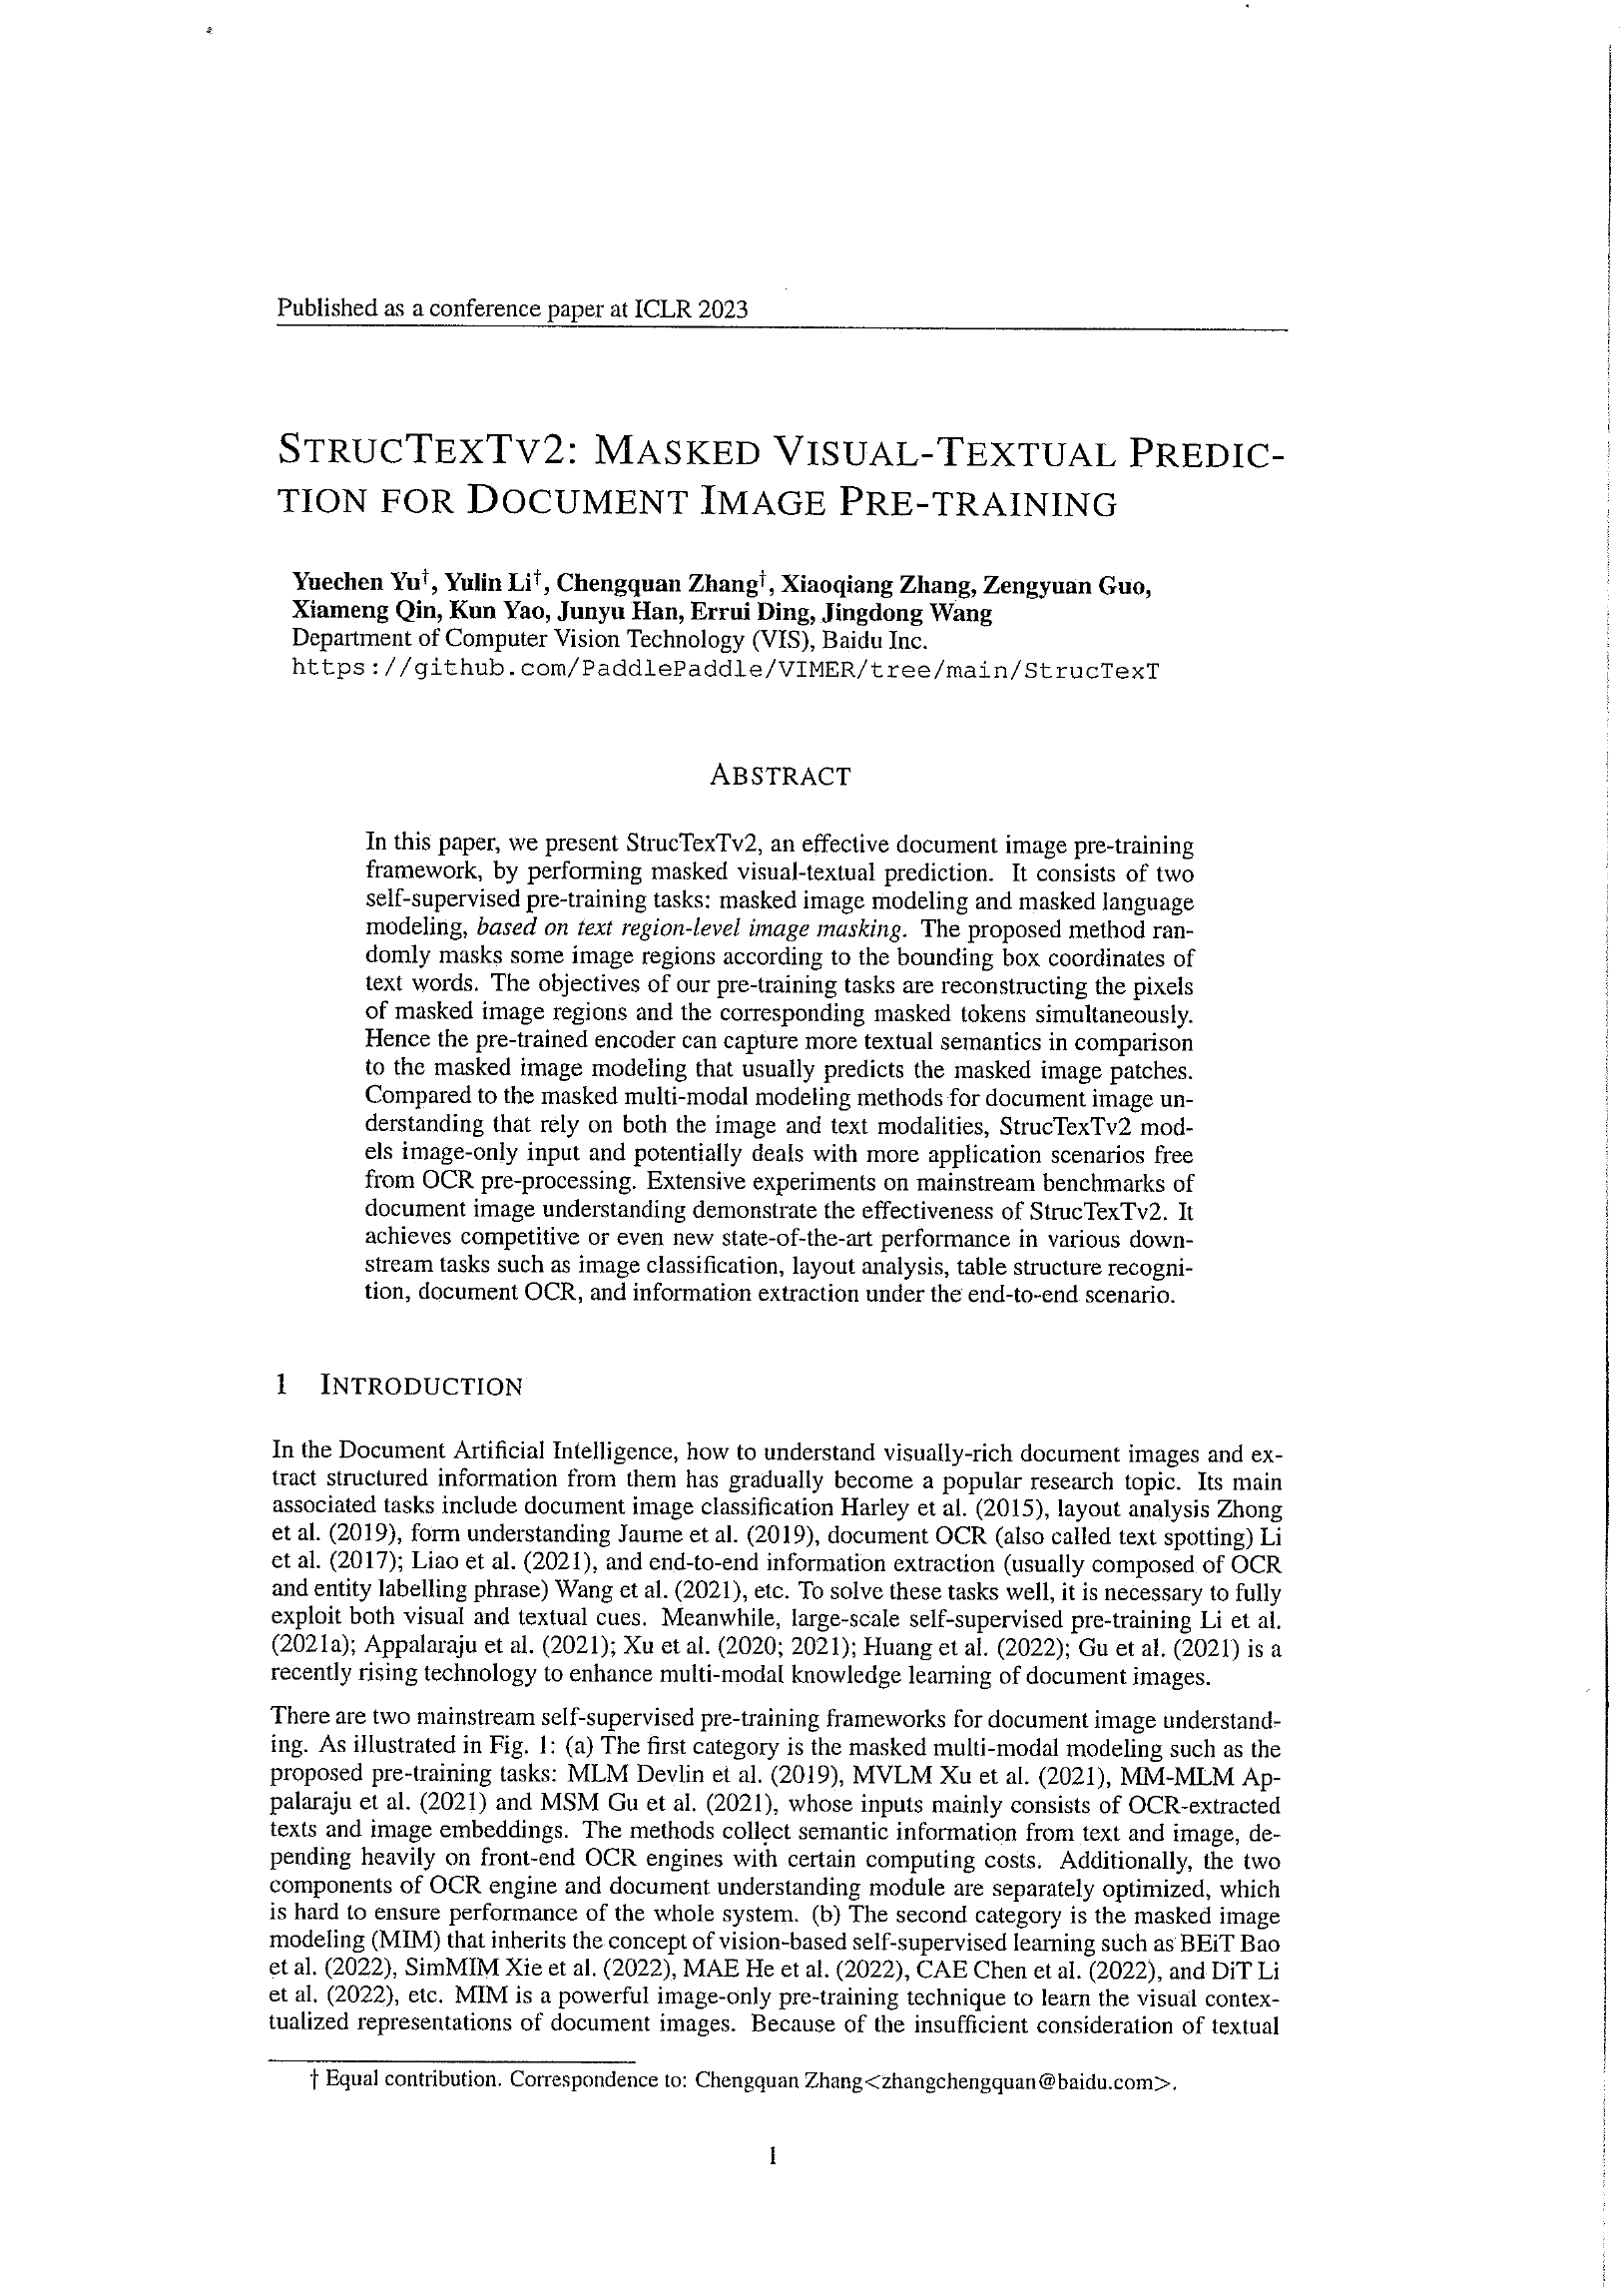 Published as a conference paper at ICLR 2023
STRUCTEXTV2: MASKED VISUAL-TEXTUAL PREDIC-
TION FOR DOCUMENT IMAGE PRE-TRAINING
Yuechen Yu†, Yulin Li†, Chengquan Zhang†, Xiaoqiang Zhang, Zengyuan Guo,
Xiameng Qin, Kun Yao, Junyu Han, Errui Ding, Jingdong Wang
Department of Computer Vision Technology (VIS), Baidu Inc.
https://github.com/PaddlePaddle/VIMER/tree/main/StrucTexT
ABSTRACT
In this paper, we present StrucTexTv2, an effective document image pre-training
framework, by performing masked visual-textual prediction. It consists of two
self-supervised pre-training tasks: masked image modeling and masked language
modeling, based on text region-level image masking. The proposed method ran-
domly masks some image regions according to the bounding box coordinates of
text words. The objectives of our pre-training tasks are reconstructing the pixels
of masked image regions and the corresponding masked tokens simultaneously.
Hence the pre-trained encoder can capture more textual semantics in comparison
to the masked image modeling that usually predicts the masked image patches.
Compared to the masked multi-modal modeling methods for document image un-
derstanding that rely on both the image and text modalities, StrucTexTv2 mod-
els image-only input and potentially deals with more application scenarios free
from OCR pre-processing. Extensive experiments on mainstream benchmarks of
document image understanding demonstrate the effectiveness of StrucTexTv2. It
achieves competitive or even new state-of-the-art performance in various down-
stream tasks such as image classification, layout analysis, table structure recogni-
tion, document OCR, and information extraction under the end-to-end scenario.
1 INTRODUCTION
In the Document Artificial Intelligence, how to understand visually-rich document images and ex-
tract structured information from them has gradually become a popular research topic. Its main
associated tasks include document image classification Harley et al. (2015), layout analysis Zhong
et al. (2019), form understanding Jaume et al. (2019), document OCR (also called text spotting) Li
et al. (2017); Liao et al. (2021), and end-to-end information extraction (usually composed of OCR
and entity labelling phrase) Wang et al. (2021), etc. To solve these tasks well, it is necessary to fully
exploit both visual and textual cues. Meanwhile, large-scale self-supervised pre-training Li et al.
(2021a); Appalaraju et al. (2021); Xu et al. (2020; 2021); Huang et al. (2022); Gu et al. (2021) is a
recently rising technology to enhance multi-modal knowledge learning of document images.
There are two mainstream self-supervised pre-training frameworks for document image understand-
ing. As illustrated in Fig. 1: (a) The first category is the masked multi-modal modeling such as the
proposed pre-training tasks: MLM Devlin et al. (2019), MVLM Xu et al. (2021), MM-MLM Ap-
palaraju et al. (2021) and MSM Gu et al. (2021), whose inputs mainly consists of OCR-extracted
texts and image embeddings. The methods collect semantic information from text and image, de-
pending heavily on front-end OCR engines with certain computing costs. Additionally, the two
components of OCR engine and document understanding module are separately optimized, which
is hard to ensure performance of the whole system. (b) The second category is the masked image
modeling (MIM) that inherits the concept of vision-based self-supervised learning such as BEiT Bao
et al. (2022), SimMIM Xie et al. (2022), MAE He et al. (2022), CAE Chen et al. (2022), and DiT Li
et al. (2022), etc. MIM is a powerful image-only pre-training technique to learn the visual contex-
tualized representations of document images. Because of the insufficient consideration of textual
† Equal contribution. Correspondence to: Chengquan Zhang<zhangchengquan@baidu.com>.
1